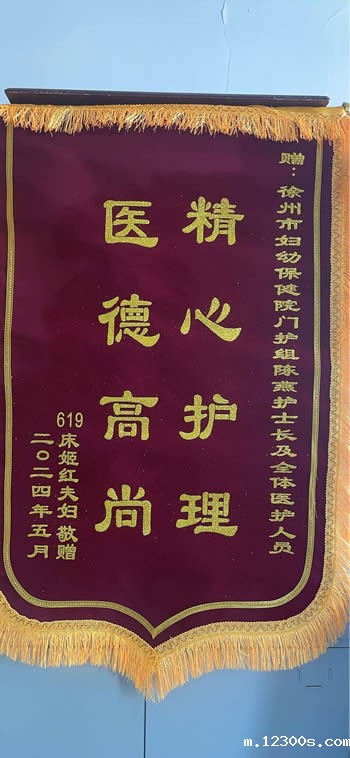 赠：徐州市妇幼保健院门护组陈燕护士长及全体医护人员
精心护理
医德高尚
619床姬红夫妇敬赠
二〇二四年五月
m.12300s.com